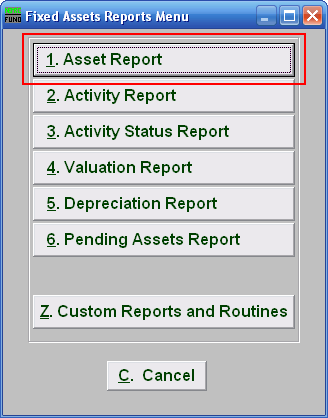 FUND
Fixed Assets Reports Menu
1. Asset Report
2. Activity Report
3. Activity Status Report
4. Valuation Report
5. Depreciation Report
6. Pending Assets Report
Z. Custom Reports and Routines
C. Cancel